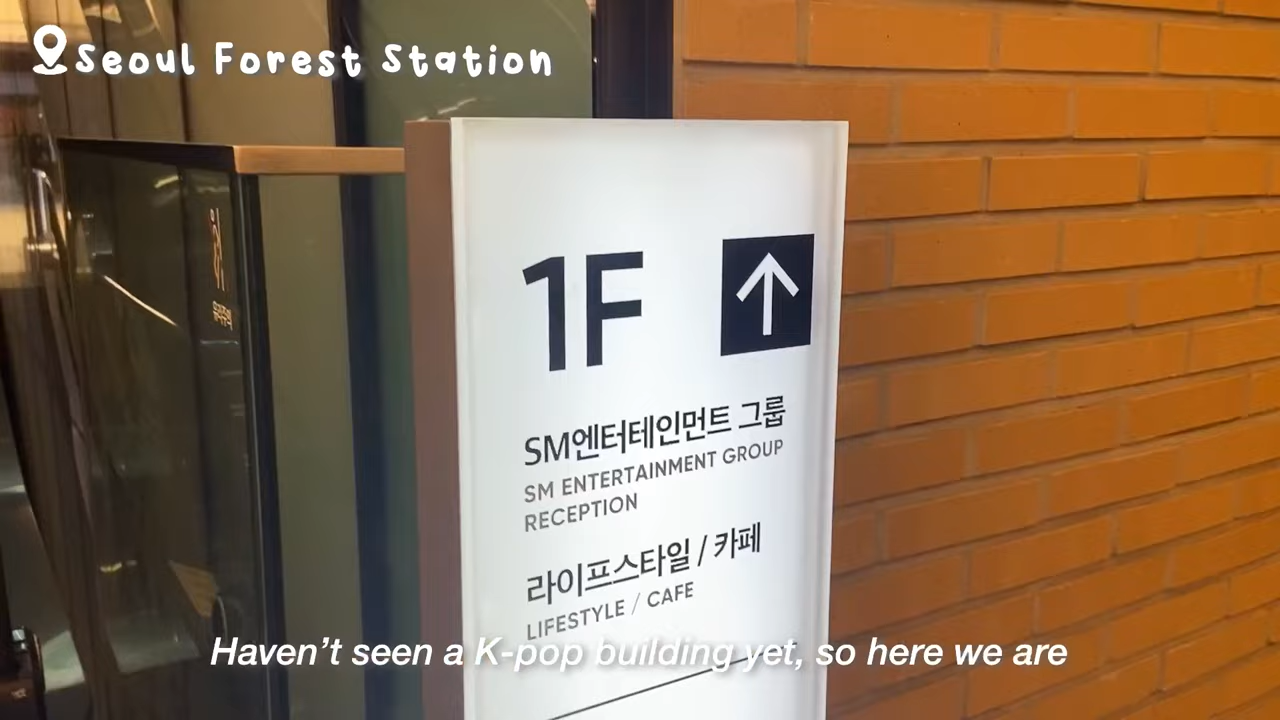 Seoul Forest Station
1F
SM엔터테인먼트 그룹
SM ENTERTAINMENT GROUP
RECEPTION
라이프스타일 / 카페
LIFESTYLE / CAFE
Haven't seen a K-pop building yet, so here we are